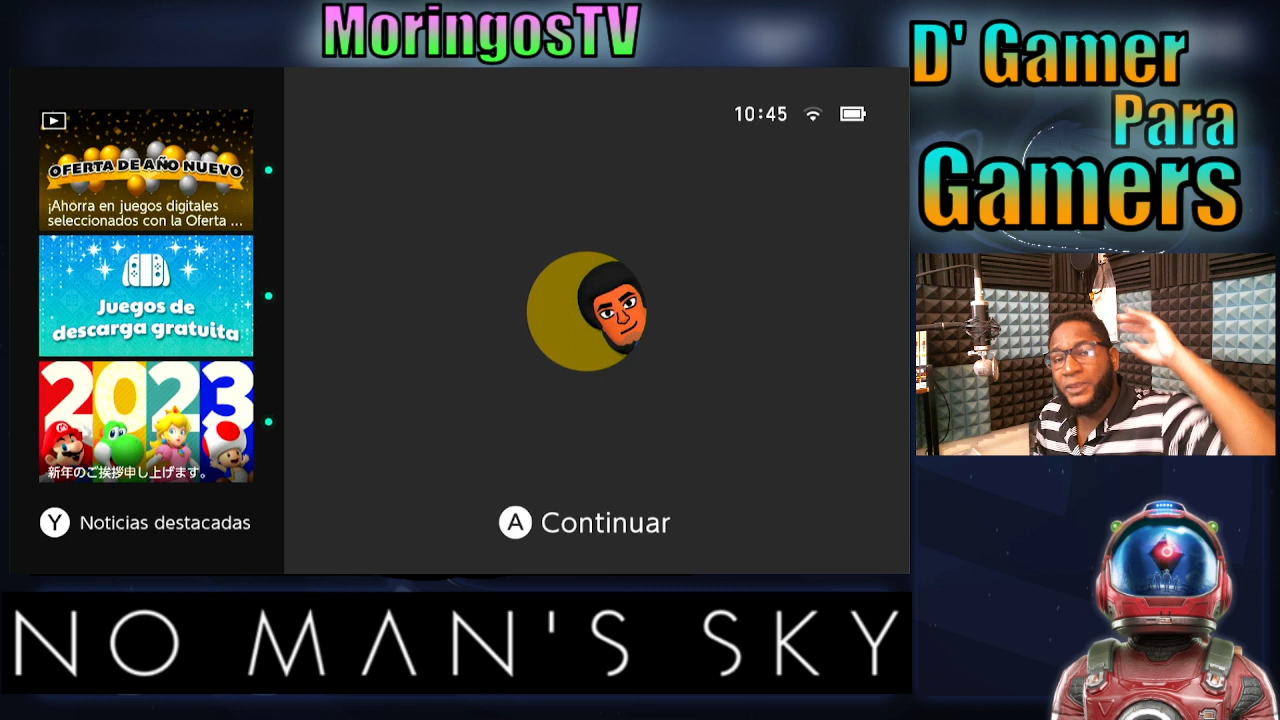 MoringosTV
D' Gamer
Para
Gamers
10:45
OFERTA DE AÑO NUEVO
¡Ahorra en juegos digitales
seleccionados con la Oferta ...
Juegos de
descarga gratuita
2023
新年のご挨拶申し上げます。
Y Noticias destacadas
A Continuar
NO MAN'S SKY